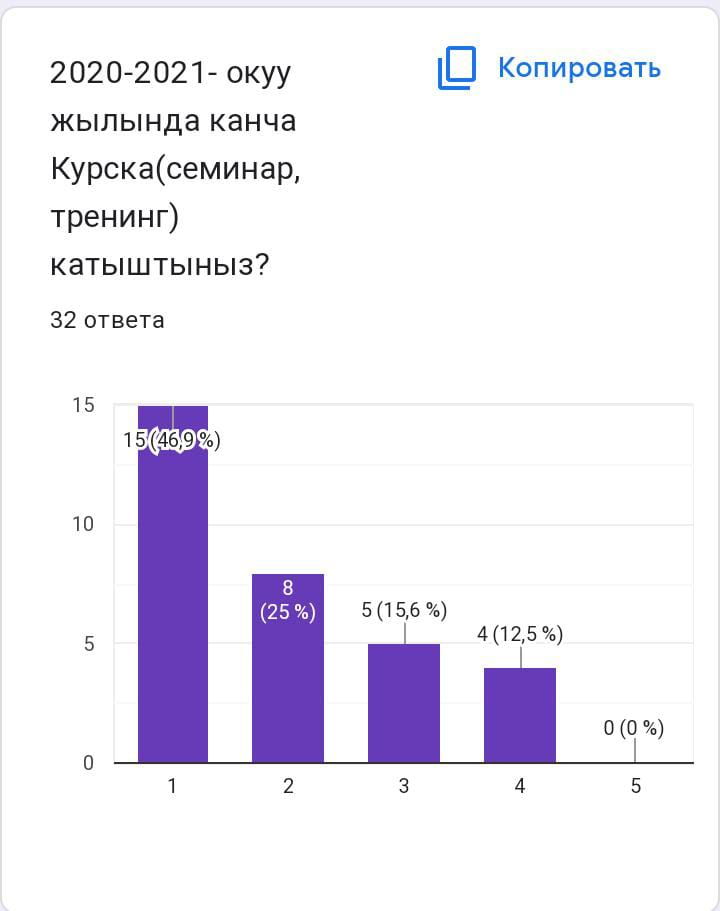 2020-2021- окуу
жылында канча
Курска(семинар,
тренинг)
катыштыныз?
Копировать
32 ответа
15
10
5
0
15 (46,9 %)
8
(25 %)
5 (15,6 %)
4 (12,5 %)
0 (0 %)
1
2
3
4
5